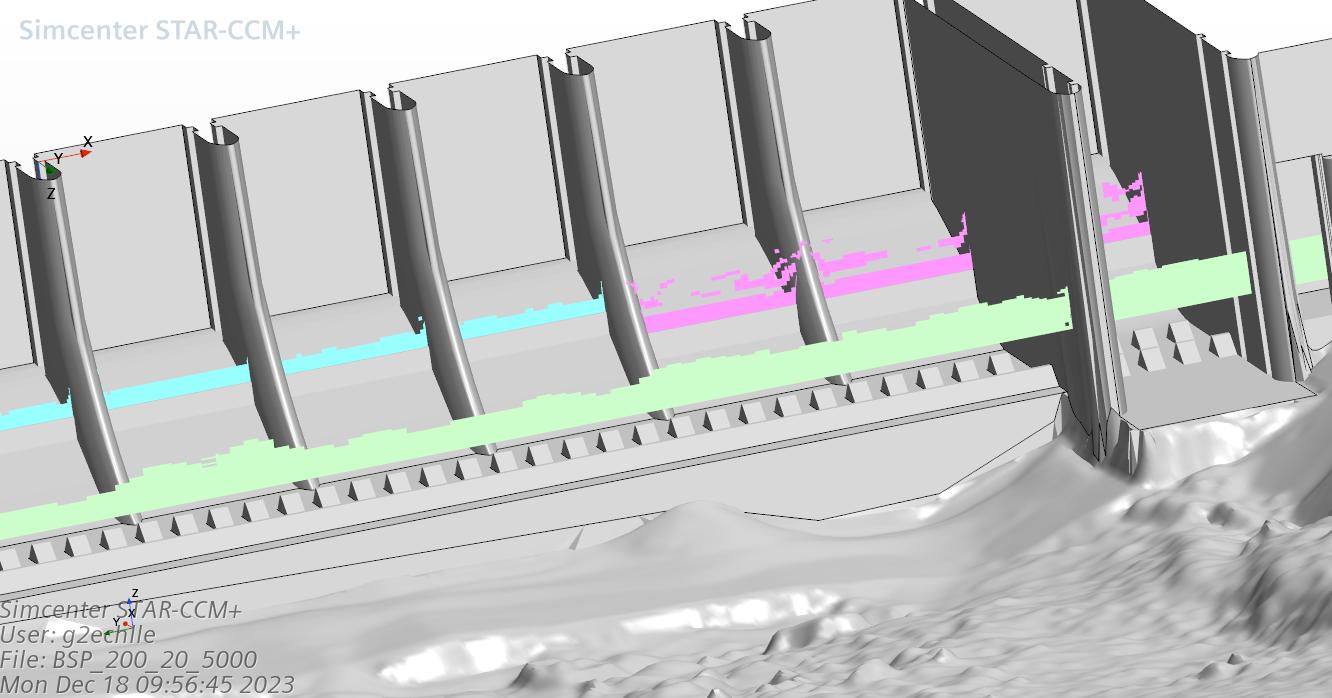 Simcenter STAR-CCM+
X
Y
Z
Z
X
Y
Simcenter STAR-CCM+
User: g2echile
File: BSP_200_20_5000
Mon Dec 18 09:56:45 2023